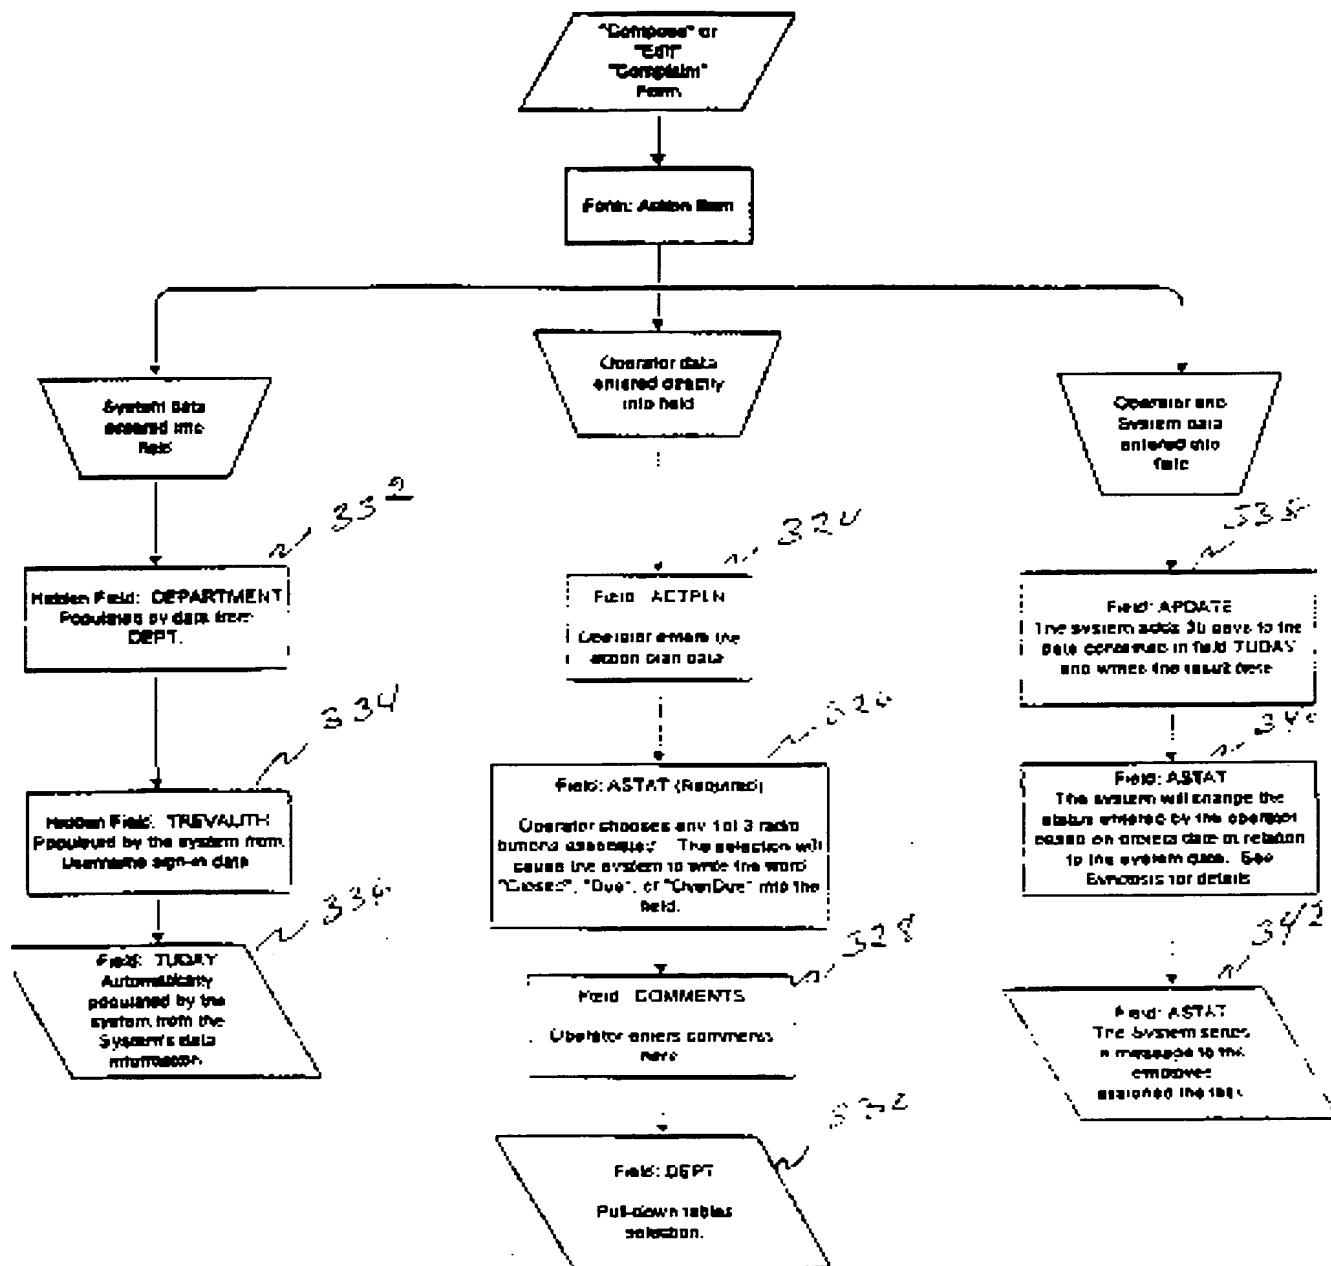 "Compose" or
"Edit"
"Complaint"
Form
Form: Action Item
System data
entered into
field
Operator data
entered directly
into field
Operator and
System data
entered into
field
332
Hidden Field: DEPARTMENT
Populated by data from
DEPT.
334
Hidden Field: TREVAUTH
Populated by the system from
Username sign-in data
336
Field: TODAY
Automatically
populated by the
system from the
System's data
information
324
Field: ACTPLN
Operator enters the
action plan data
326
Field: ASTAT (Required)
Operator chooses any 1 of 3 radio
buttons associated. The selection will
cause the system to write the word
"Closed", "Due", or "OverDue" into the
field.
328
Field: COMMENTS
Operator enters comments
here
Field: DEPT
Pull-down tables
selection.
338
Field: APDATE
The system adds 30 days to the
date contained in field TODAY
and writes the result here
340
Field: ASTAT
The system will change the
status entered by the operator
based on project date in relation
to the system date. See
Synopsis for details
342
Field: ASTAT
The System sends
a message to the
employee
assigned the task